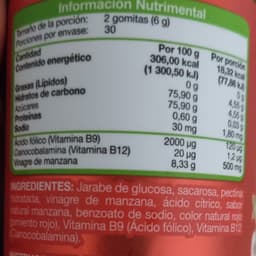 Información Nutrimental
Tamaño de la porción: 2 gomitas (6 g)
Porciones por envase: 30
Cantidad Por 100 g Por porción
Contenido energético 306,00 kcal 18,32 kcal
(1 300,50 kJ) (77,86 kJ)
Grasas (Lípidos) 0 g
Hidratos de carbono 75,90 g 4,55 g
Azúcares 75,90 g 4,55 g
Proteínas 0,60 g 0,03 g
Sodio 30 mg 1,80 mg
Ácido fólico (Vitamina B9) 2000 µg 120 µg
Cianocobalamina (Vitamina B12) 20 µg 1,2 µg
Vinagre de manzana 8,33 g 500 mg
INGREDIENTES: Jarabe de glucosa, sacarosa, pectina
hidratada, vinagre de manzana, ácido cítrico, sabor
natural manzana, benzoato de sodio, color natural rojo
rojo), Vitamina B9 (Ácido fólico), Vitamina B12
(Cianocobalamina).